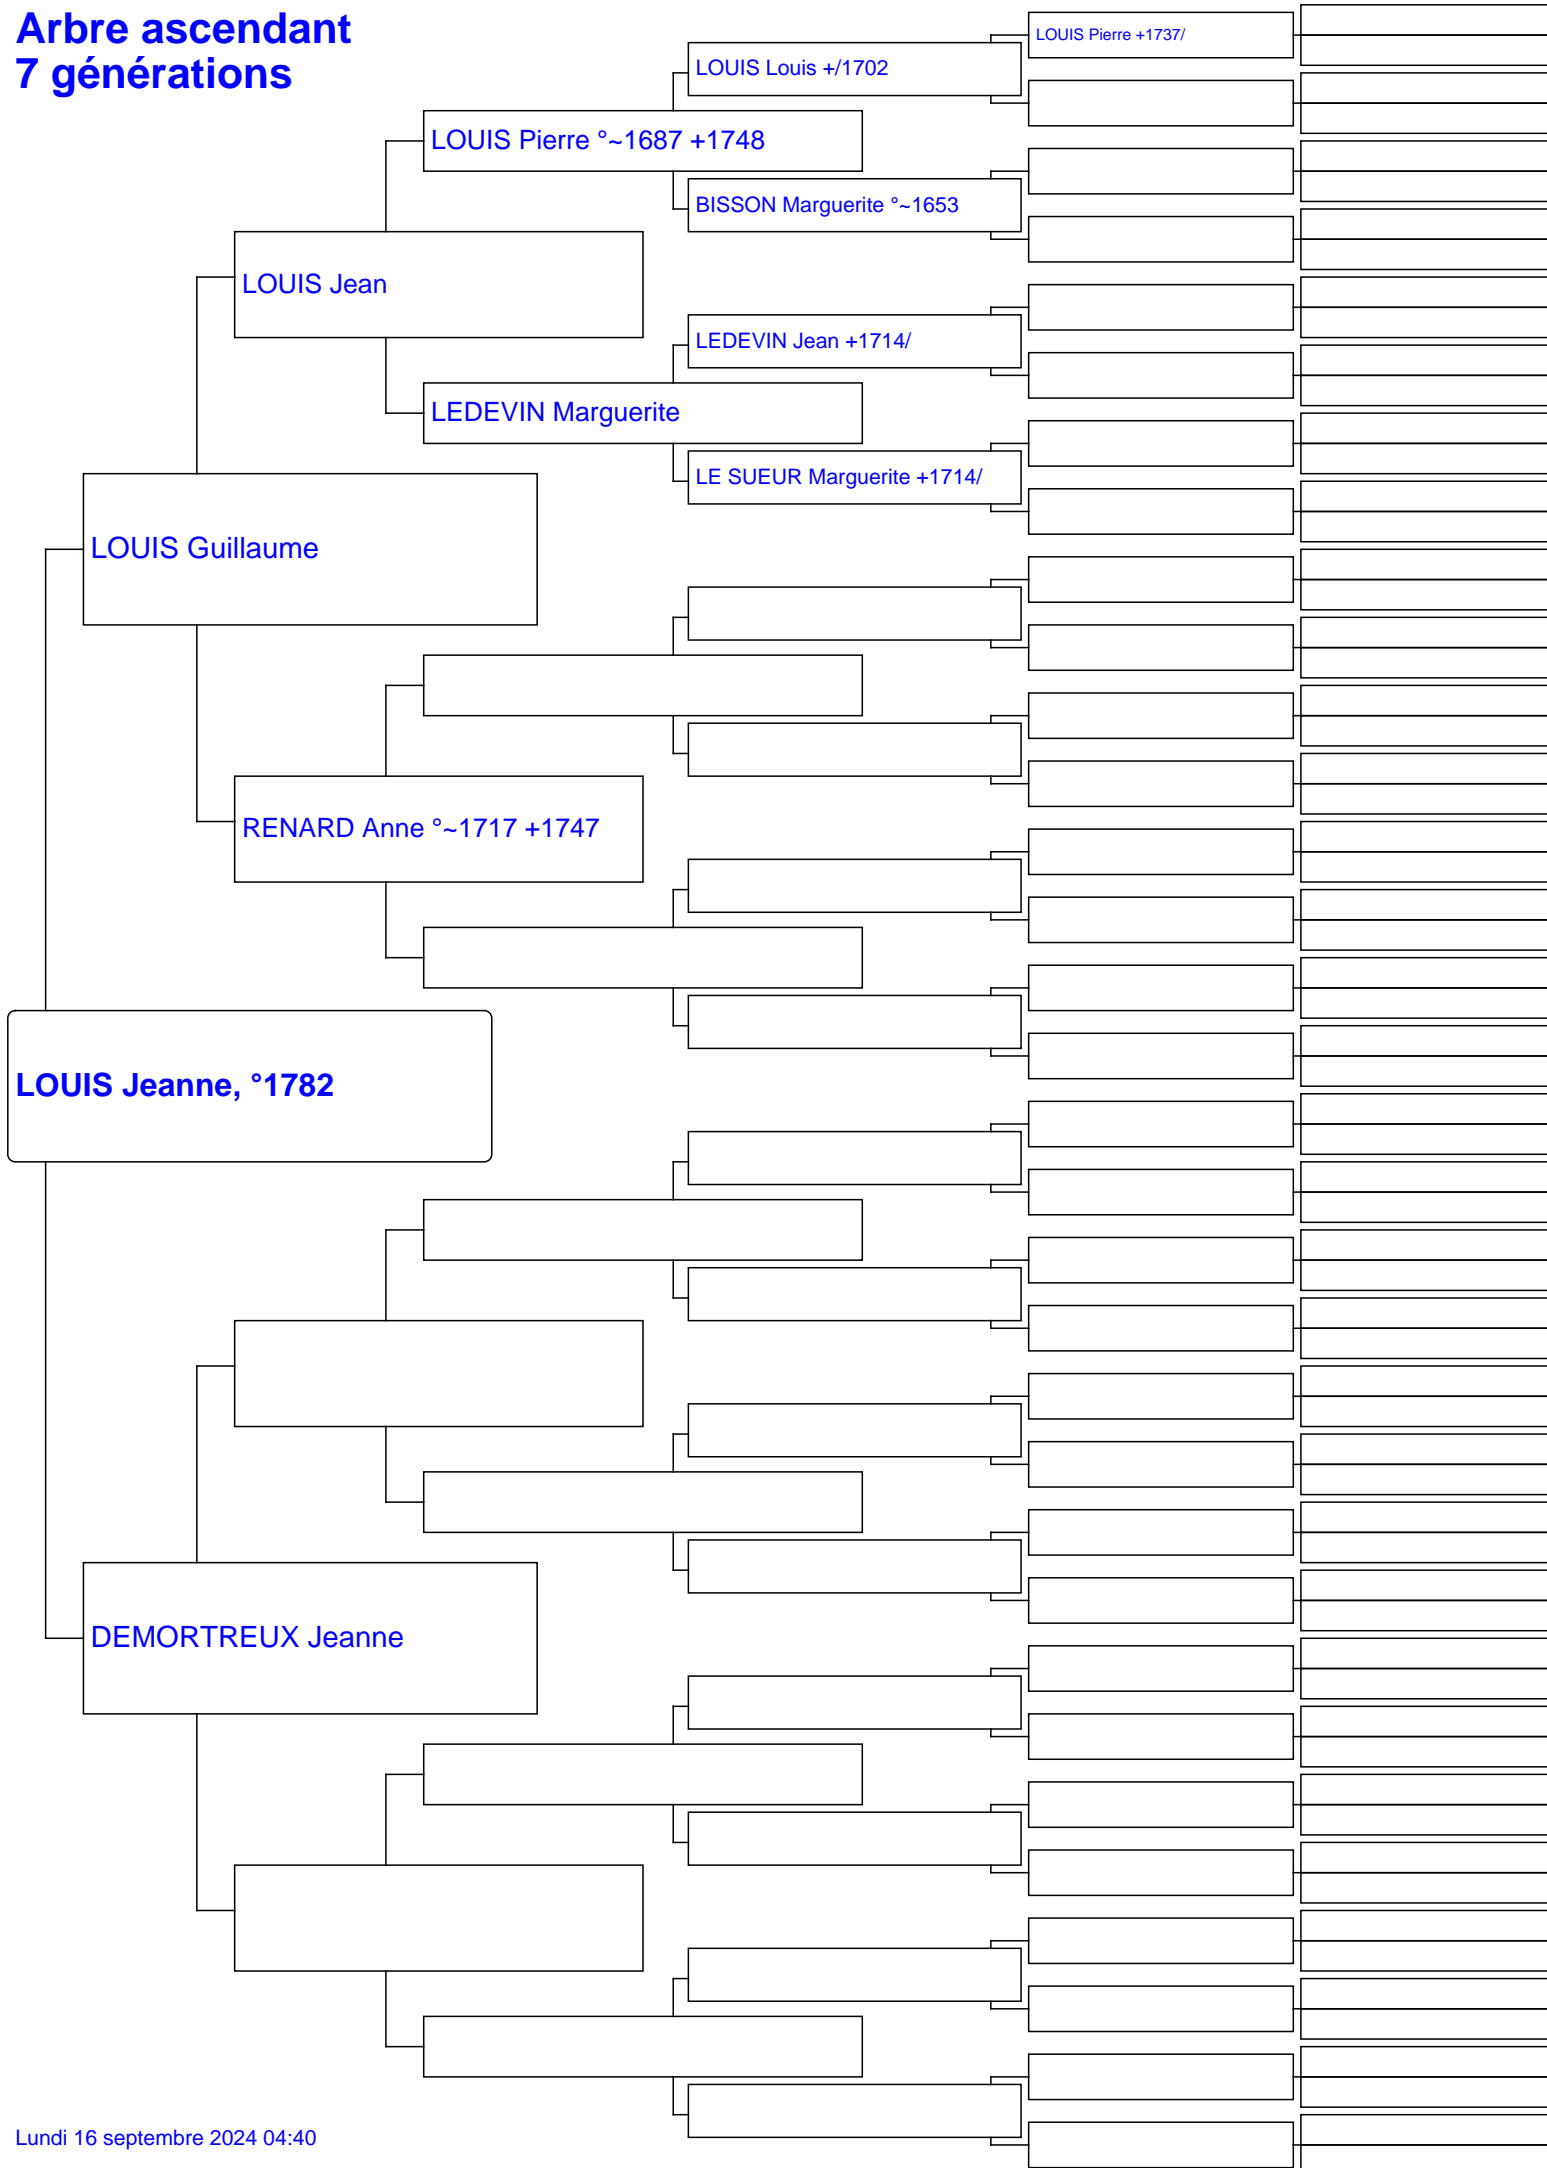 Arbre ascendant
7 générations
LOUIS Pierre +1737/
LOUIS Louis +/1702
LOUIS Pierre °~1687 +1748
BISSON Marguerite °~1653
LOUIS Jean
LEDEVIN Jean +1714/
LEDEVIN Marguerite
LE SUEUR Marguerite +1714/
LOUIS Guillaume
RENARD Anne °~1717 +1747
LOUIS Jeanne, °1782
DEMORTREUX Jeanne
Lundi 16 septembre 2024 04:40